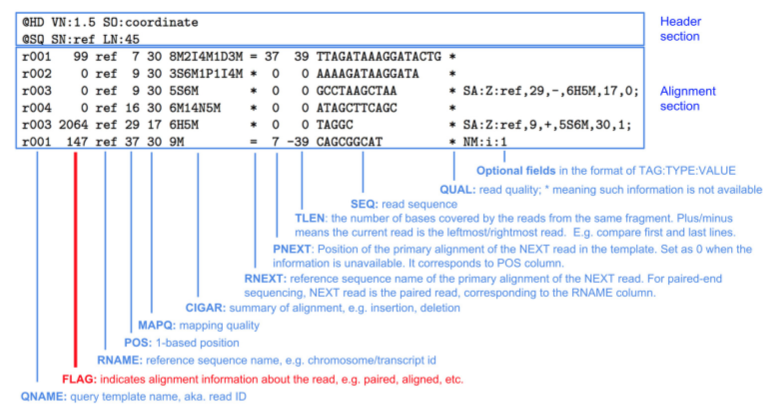 @HD VN:1.5 SO:coordinate
@SQ SN:ref LN:45
Header section
r001 99 ref 7 30 8M2I4M1D3M = 37 39 TTAGATAAAGGATACTG *
r002 0 ref 9 30 3S6M1P1I4M * 0 0 AAAAGATAAGGATA *
r003 0 ref 9 30 5S6M * 0 0 GCCTAAGCTAA * SA:Z:ref,29,-,6H5M,17,0;
r004 0 ref 16 30 6M14N5M * 0 0 ATAGCTTCAGC *
r003 2064 ref 29 17 6H5M * 0 0 TAGGC * SA:Z:ref,9,+,5S6M,30,1;
r001 147 ref 37 30 9M = 7 -39 CAGCGGCAT * NM:i:1
Alignment section
Optional fields in the format of TAG:TYPE:VALUE
QUAL: read quality; * meaning such information is not available
SEQ: read sequence
TLEN: the number of bases covered by the reads from the same fragment. Plus/minus
means the current read is the leftmost/rightmost read. E.g. compare first and last lines.
PNEXT: Position of the primary alignment of the NEXT read in the template. Set as 0 when the
information is unavailable. It corresponds to POS column.
RNEXT: reference sequence name of the primary alignment of the NEXT read. For paired-end
sequencing, NEXT read is the paired read, corresponding to the RNAME column.
CIGAR: summary of alignment, e.g. insertion, deletion
MAPQ: mapping quality
POS: 1-based position
RNAME: reference sequence name, e.g. chromosome/transcript id
FLAG: indicates alignment information about the read, e.g. paired, aligned, etc.
QNAME: query template name, aka. read ID